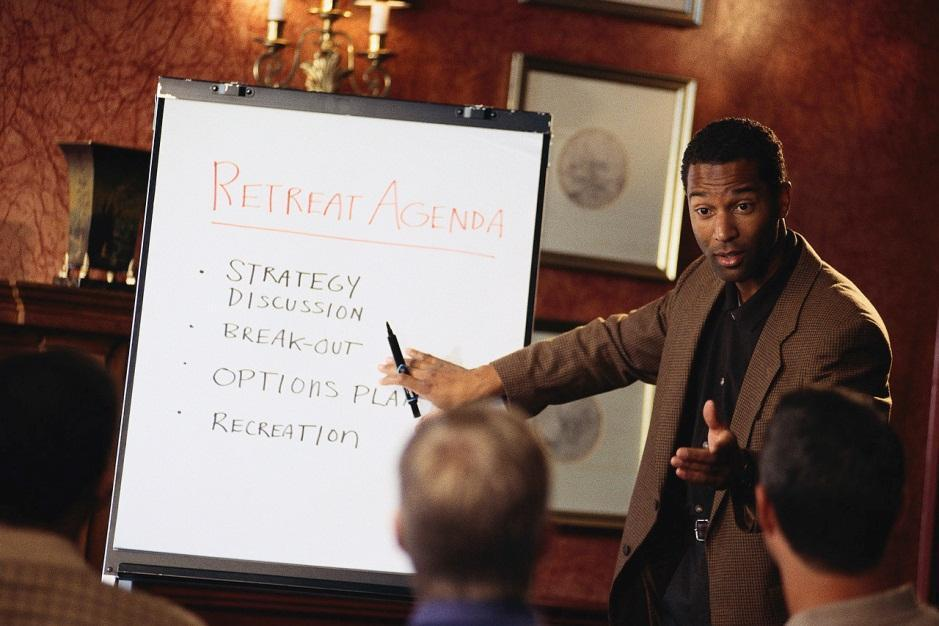 RETREAT AGENDA
• STRATEGY
DISCUSSION
• BREAK-OUT
• OPTIONS
• RECREATION